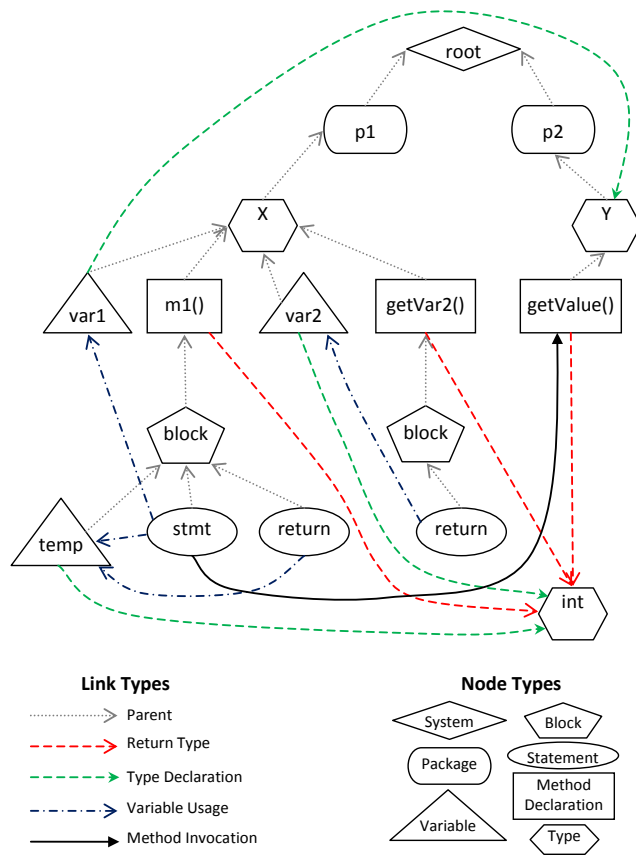 root
p1 p2
X Y
var1 m1() var2 getVar2() getValue()
block block
temp stmt return return
int
Link Types Node Types
Parent
Return Type
Type Declaration
Variable Usage
Method Invocation
System Block
Package Statement
Variable Method
Declaration
Type